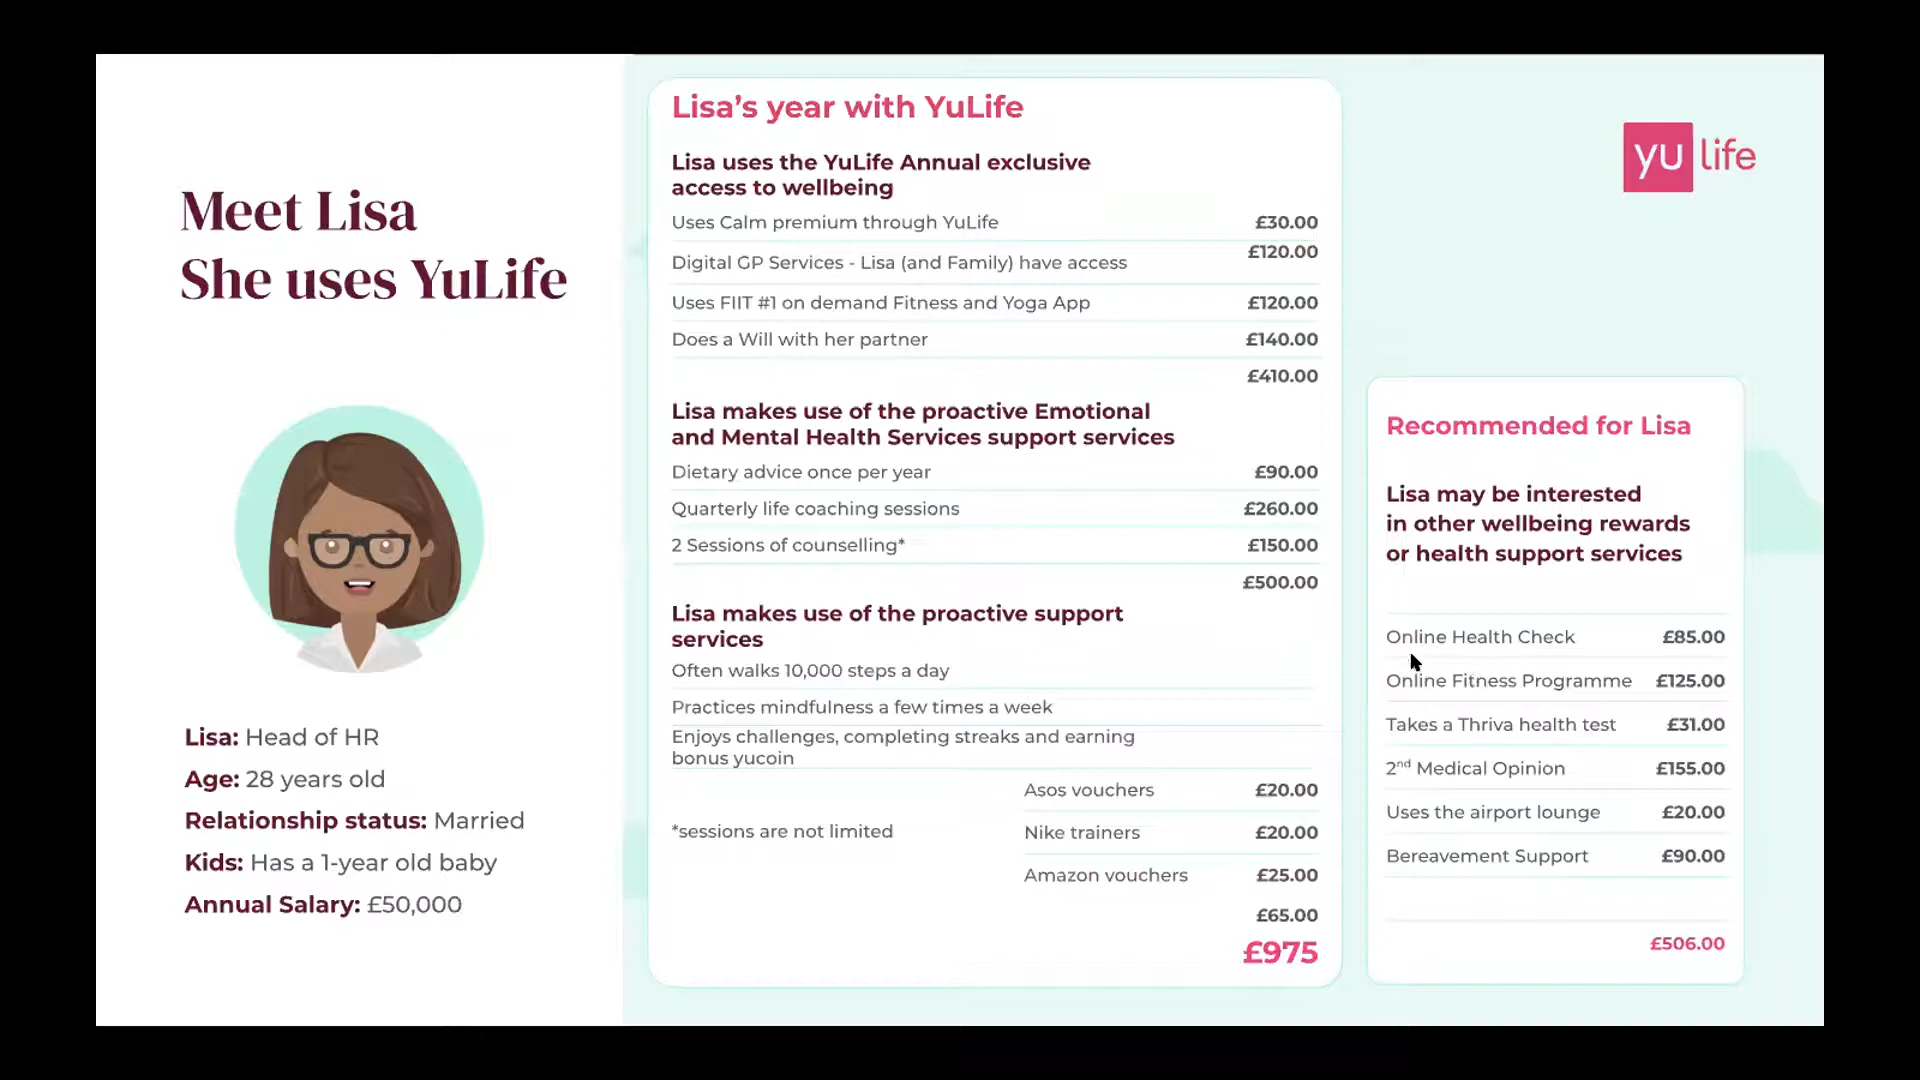 Meet Lisa
She uses YuLife
Lisa: Head of HR
Age: 28 years old
Relationship status: Married
Kids: Has a 1-year old baby
Annual Salary: £50,000
Lisa’s year with YuLife
Lisa uses the YuLife Annual exclusive
access to wellbeing
Uses Calm premium through YuLife £30.00
Digital GP Services - Lisa (and Family) have access £120.00
Uses FIIT #1 on demand Fitness and Yoga App £120.00
Does a Will with her partner £140.00
£410.00
Lisa makes use of the proactive Emotional
and Mental Health Services support services
Dietary advice once per year £90.00
Quarterly life coaching sessions £260.00
2 Sessions of counselling* £150.00
£500.00
Lisa makes use of the proactive support
services
Often walks 10,000 steps a day
Practices mindfulness a few times a week
Enjoys challenges, completing streaks and earning
bonus yucoin
Asos vouchers £20.00
*sessions are not limited Nike trainers £20.00
Amazon vouchers £25.00
£65.00
£975
yu life
Recommended for Lisa
Lisa may be interested
in other wellbeing rewards
or health support services
Online Health Check £85.00
Online Fitness Programme £125.00
Takes a Thriva health test £31.00
2nd Medical Opinion £155.00
Uses the airport lounge £20.00
Bereavement Support £90.00
£506.00